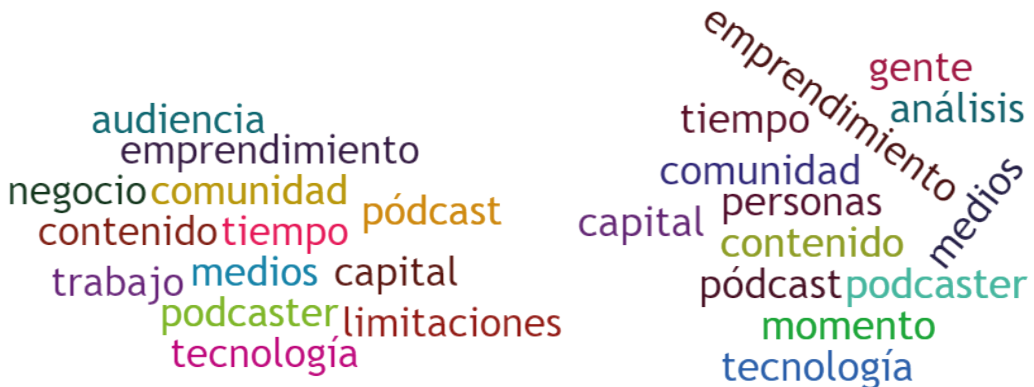 audiencia
emprendimiento
negocio comunidad
pódcast
contenido tiempo
trabajo medios capital
podcaster limitaciones
tecnología
emprendimiento
gente
análisis
tiempo
comunidad
medios
personas
capital
contenido
pódcast podcaster
momento
tecnología